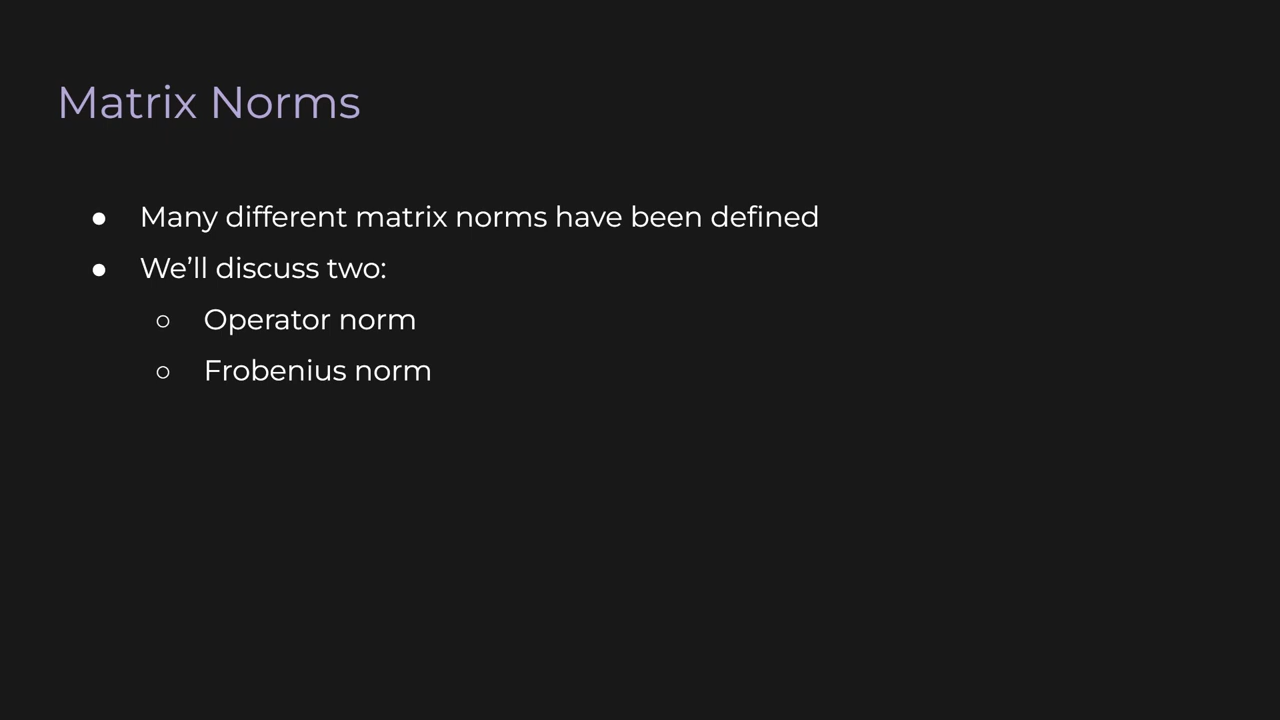 Matrix Norms
● Many different matrix norms have been defined
● We’ll discuss two:
○ Operator norm
○ Frobenius norm